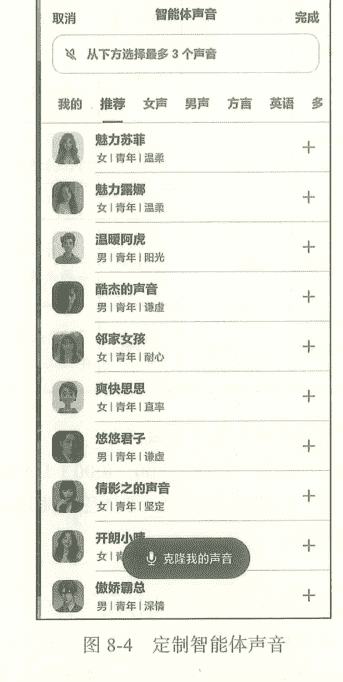 取消 智能体声音 完成
从下方选择最多 3 个声音
我的 推荐 女声 男声 方言 英语 多
魅力苏菲
女 | 青年 | 温柔
魅力露娜
女 | 青年 | 温柔
温暖阿虎
男 | 青年 | 阳光
酷杰的声音
男 | 青年 | 谦虚
邻家女孩
女 | 青年 | 耐心
爽快思思
女 | 青年 | 直率
悠悠君子
男 | 青年 | 谦虚
倩影之的声音
女 | 青年 | 坚定
开朗小
女 | 青
克隆我的声音
傲娇霸总
男 | 青年 | 深情
图 8-4 定制智能体声音